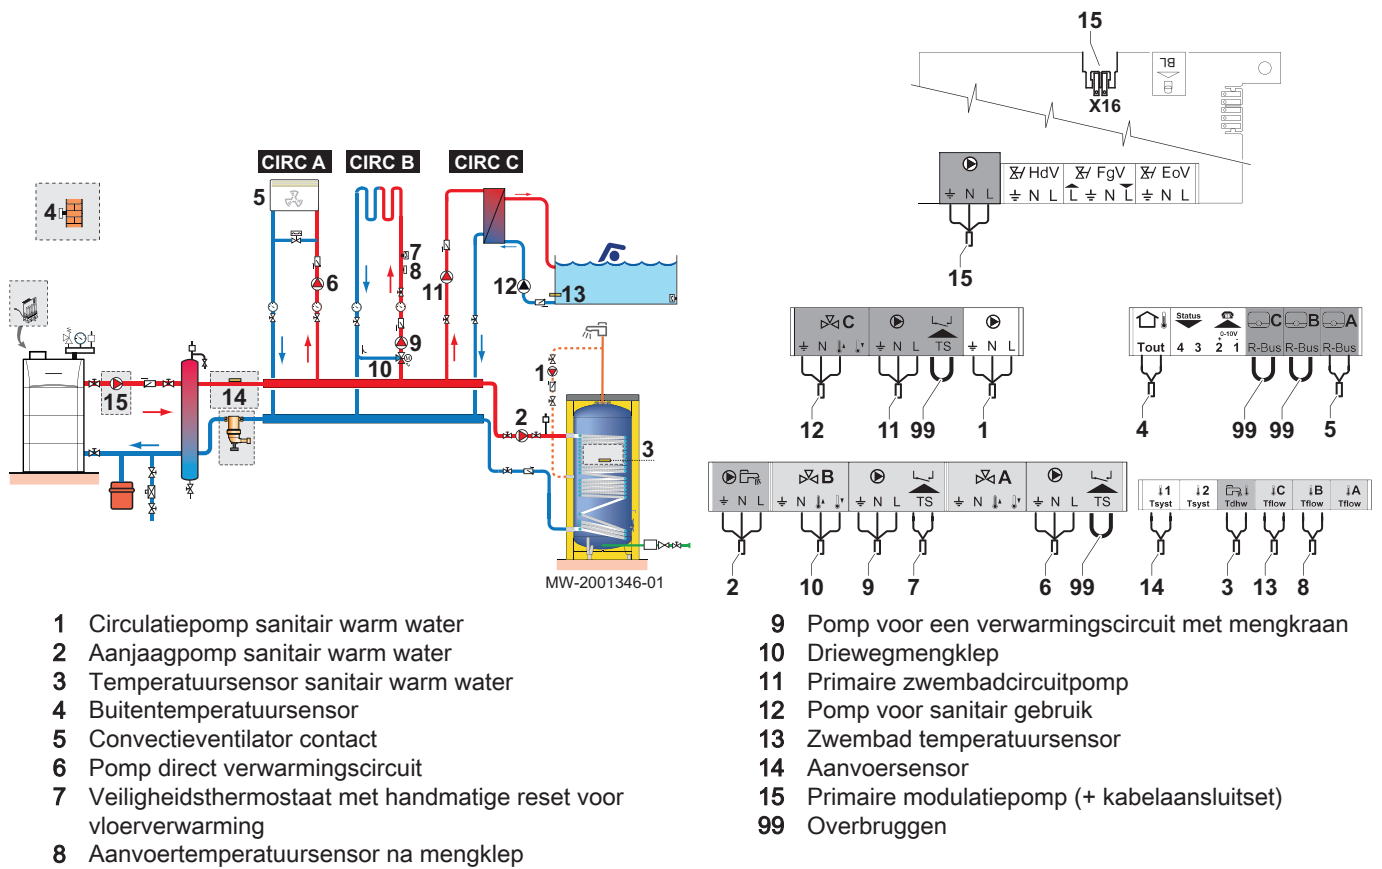 15
BL
X16
HdV
FgV
EoV
N L
N L
L N L
N L
15
CIRC A
CIRC B
CIRC C
5
4
7
8
6
11
12
13
9
10
15
14
1
2
3
MW-2001346-01
C
N
N L
TS
N L
12
11
99
1
Tout
Status
4 3
0-10V
+
2 1
C
R-Bus
B
R-Bus
A
R-Bus
4
99
99
5
N L
B
N
N L
TS
A
N
N L
TS
2
10
9
7
6
99
1
Tsyst
2
Tsyst
Tdhw
C
Tflow
B
Tflow
A
Tflow
14
3
13
8
1 Circulatiepomp sanitair warm water
2 Aanjaagpomp sanitair warm water
3 Temperatuursensor sanitair warm water
4 Buitentemperatuursensor
5 Convectieventilator contact
6 Pomp direct verwarmingscircuit
7 Veiligheidsthermostaat met handmatige reset voor
vloerverwarming
8 Aanvoertemperatuursensor na mengklep
9 Pomp voor een verwarmingscircuit met mengkraan
10 Driewegmengklep
11 Primaire zwembadcircuitpomp
12 Pomp voor sanitair gebruik
13 Zwembad temperatuursensor
14 Aanvoersensor
15 Primaire modulatiepomp (+ kabelaansluitset)
99 Overbruggen